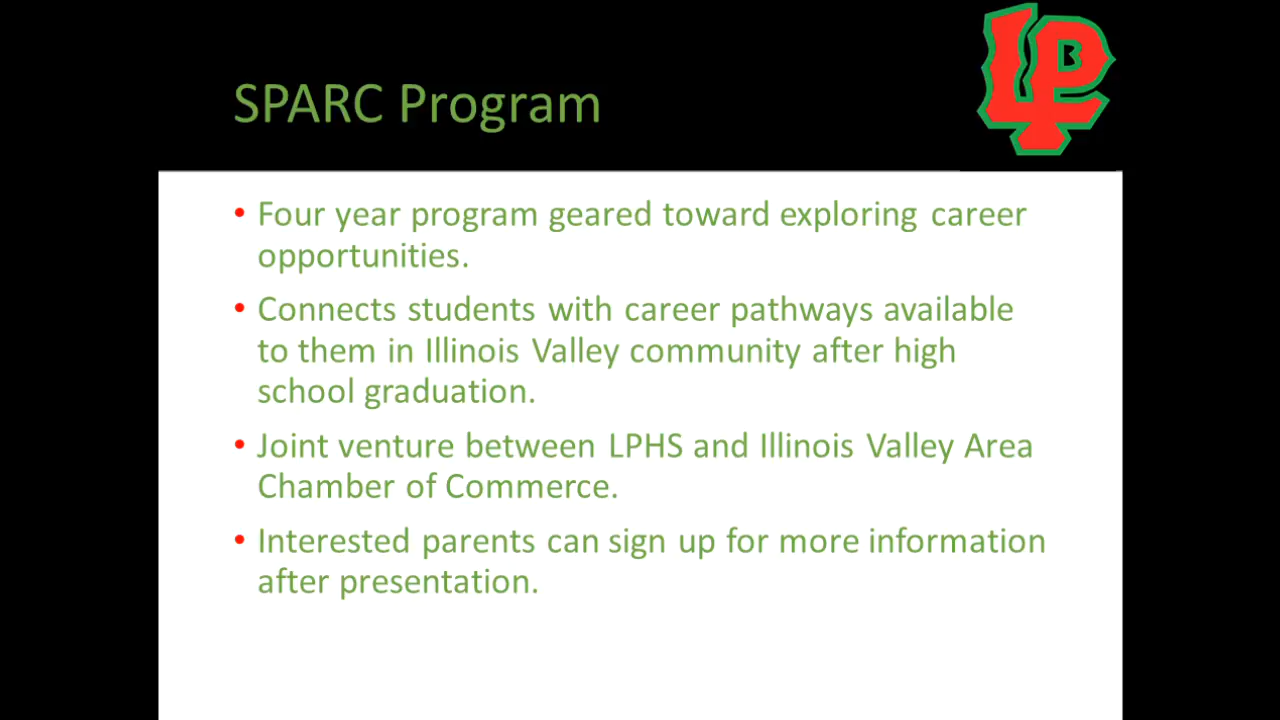 SPARC Program
LPB
• Four year program geared toward exploring career
opportunities.
• Connects students with career pathways available
to them in Illinois Valley community after high
school graduation.
• Joint venture between LPHS and Illinois Valley Area
Chamber of Commerce.
• Interested parents can sign up for more information
after presentation.